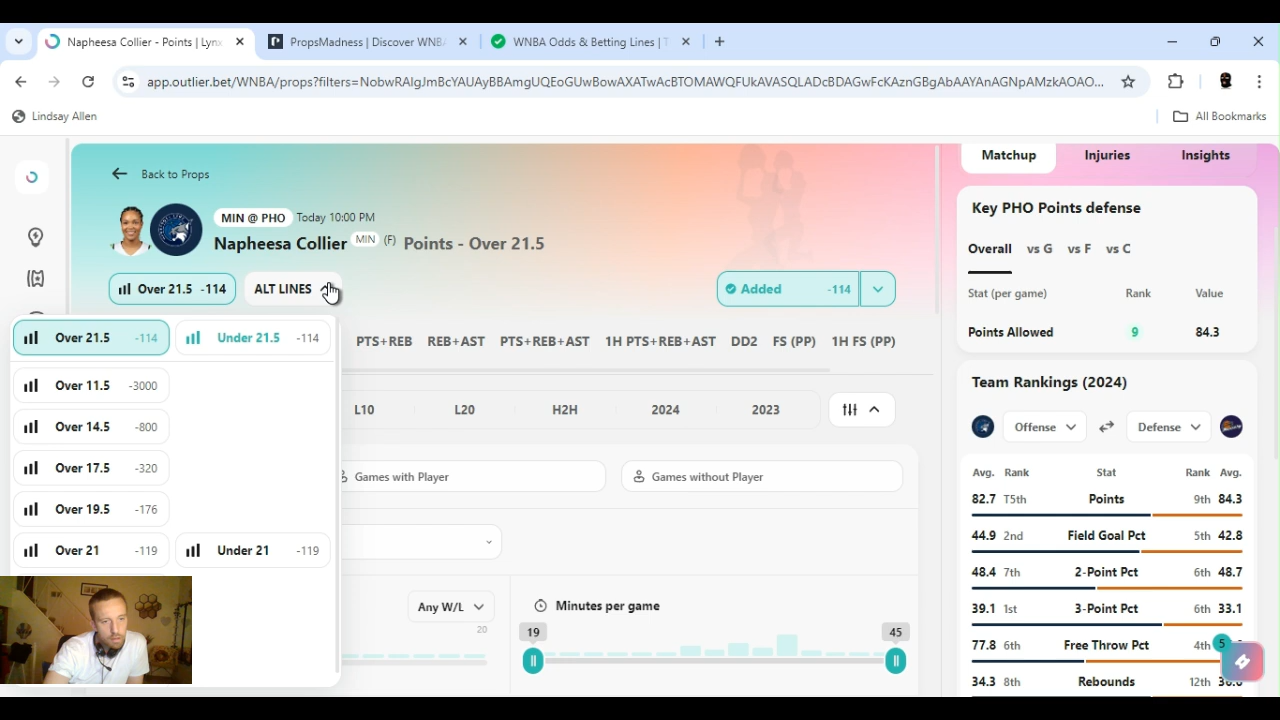 Napheesa Collier - Points | Lynx
PropsMadness | Discover WNBA
WNBA Odds & Betting Lines | T
app.outlier.bet/WNBA/props?filters=NobwRAlgJmBcYAUAyBBAmgUQEoGUwBowAXATwAcBTOMAWQFUkAVASQLADcBDAGwFcKAznGBgAbAAYAnAGNpAMzkAOAO...
Lindsay Allen
All Bookmarks
Back to Props
MIN @ PHO Today 10:00 PM
Napheesa Collier MIN (F) Points - Over 21.5
Over 21.5 -114 ALT LINES
Added -114
Over 21.5 -114 Under 21.5 -114
PTS+REB REB+AST PTS+REB+AST 1H PTS+REB+AST DD2 FS (PP) 1H FS (PP)
Over 11.5 -3000
Over 14.5 -800
Over 17.5 -320
Over 19.5 -176
Over 21 -119 Under 21 -119
L10 L20 H2H 2024 2023
Games with Player Games without Player
Any W/L
20
Minutes per game
19 45
Matchup Injuries Insights
Key PHO Points defense
Overall vs G vs F vs C
Stat (per game) Rank Value
Points Allowed 9 84.3
Team Rankings (2024)
Offense Defense
Avg. Rank Stat Rank Avg.
82.7 T5th Points 9th 84.3
44.9 2nd Field Goal Pct 5th 42.8
48.4 7th 2-Point Pct 6th 48.7
39.1 1st 3-Point Pct 6th 33.1
77.8 6th Free Throw Pct 4th
5
34.3 8th Rebounds 12th